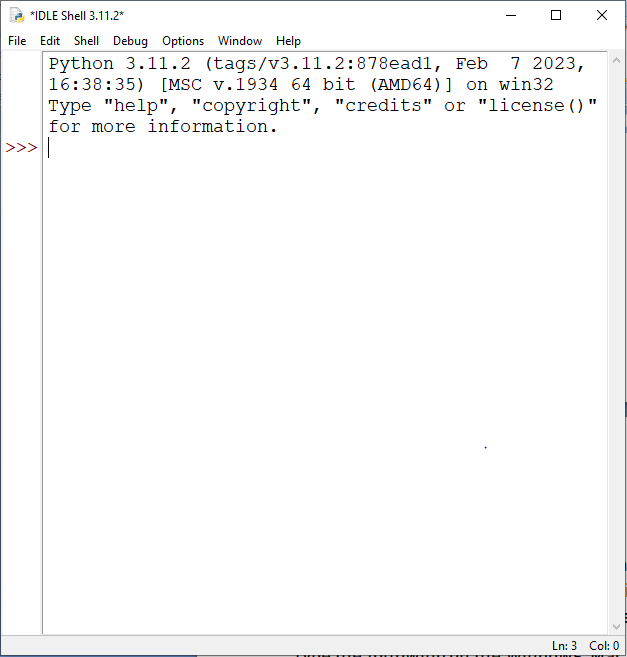 *IDLE Shell 3.11.2*
File Edit Shell Debug Options Window Help
Python 3.11.2 (tags/v3.11.2:878ead1, Feb  7 2023,
16:38:35) [MSC v.1934 64 bit (AMD64)] on win32
Type "help", "copyright", "credits" or "license()"
for more information.
>>>
Ln: 3 Col: 0